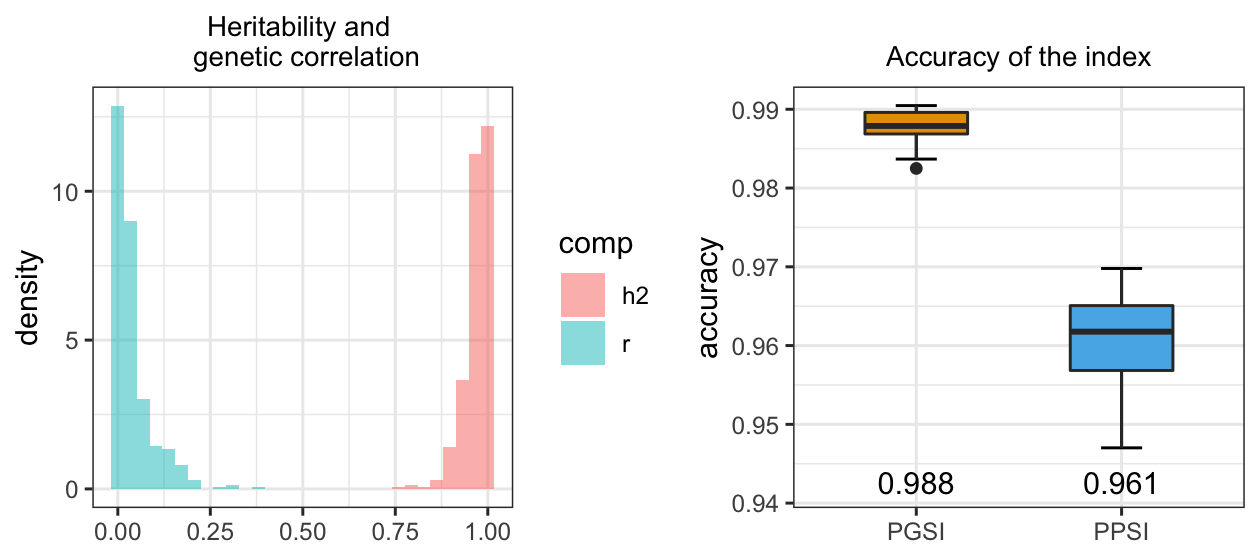 Heritability and
genetic correlation
density
10
5
0
0.00
0.25
0.50
0.75
1.00
comp
h2
r
Accuracy of the index
accuracy
0.99
0.98
0.97
0.96
0.95
0.94
0.988
0.961
PGSI
PPSI